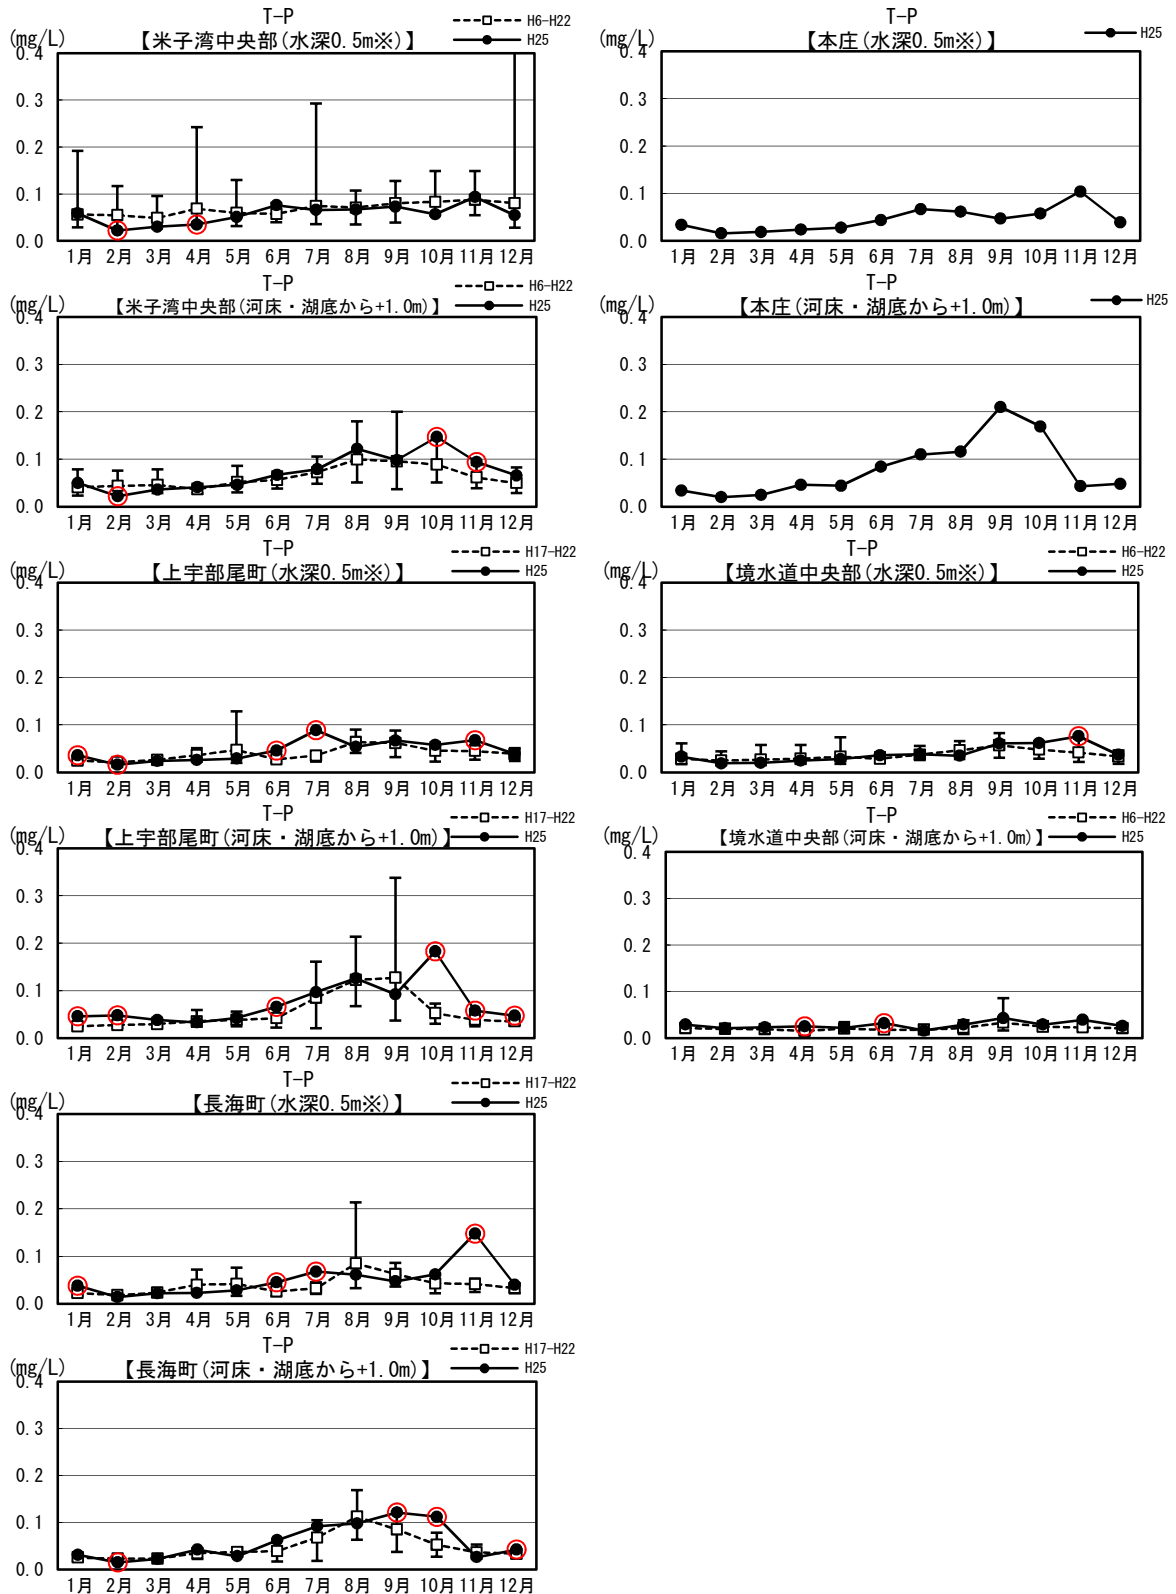 T-P
(mg/L)
【米子湾中央部(水深0.5m※)】
H6-H22
H25
0.4
0.3
0.2
0.1
0.0
1月 2月 3月 4月 5月 6月 7月 8月 9月 10月 11月 12月
T-P
【本庄(水深0.5m※)】
H25
0.4
0.3
0.2
0.1
0.0
1月 2月 3月 4月 5月 6月 7月 8月 9月 10月 11月 12月
T-P
(mg/L)
【米子湾中央部(河床・湖底から+1.0m)】
H6-H22
H25
0.4
0.3
0.2
0.1
0.0
1月 2月 3月 4月 5月 6月 7月 8月 9月 10月 11月 12月
T-P
(mg/L)
【本庄(河床・湖底から+1.0m)】
H25
0.4
0.3
0.2
0.1
0.0
1月 2月 3月 4月 5月 6月 7月 8月 9月 10月 11月 12月
T-P
(mg/L)
【上宇部尾町(水深0.5m※)】
H17-H22
H25
0.4
0.3
0.2
0.1
0.0
1月 2月 3月 4月 5月 6月 7月 8月 9月 10月 11月 12月
T-P
(mg/L)
【境水道中央部(水深0.5m※)】
H6-H22
H25
0.4
0.3
0.2
0.1
0.0
1月 2月 3月 4月 5月 6月 7月 8月 9月 10月 11月 12月
T-P
(mg/L)
【上宇部尾町(河床・湖底から+1.0m)】
H17-H22
H25
0.4
0.3
0.2
0.1
0.0
1月 2月 3月 4月 5月 6月 7月 8月 9月 10月 11月 12月
T-P
(mg/L)
【境水道中央部(河床・湖底から+1.0m)】
H6-H22
H25
0.4
0.3
0.2
0.1
0.0
1月 2月 3月 4月 5月 6月 7月 8月 9月 10月 11月 12月
T-P
(mg/L)
【長海町(水深0.5m※)】
H17-H22
H25
0.4
0.3
0.2
0.1
0.0
1月 2月 3月 4月 5月 6月 7月 8月 9月 10月 11月 12月
T-P
(mg/L)
【長海町(河床・湖底から+1.0m)】
H17-H22
H25
0.4
0.3
0.2
0.1
0.0
1月 2月 3月 4月 5月 6月 7月 8月 9月 10月 11月 12月